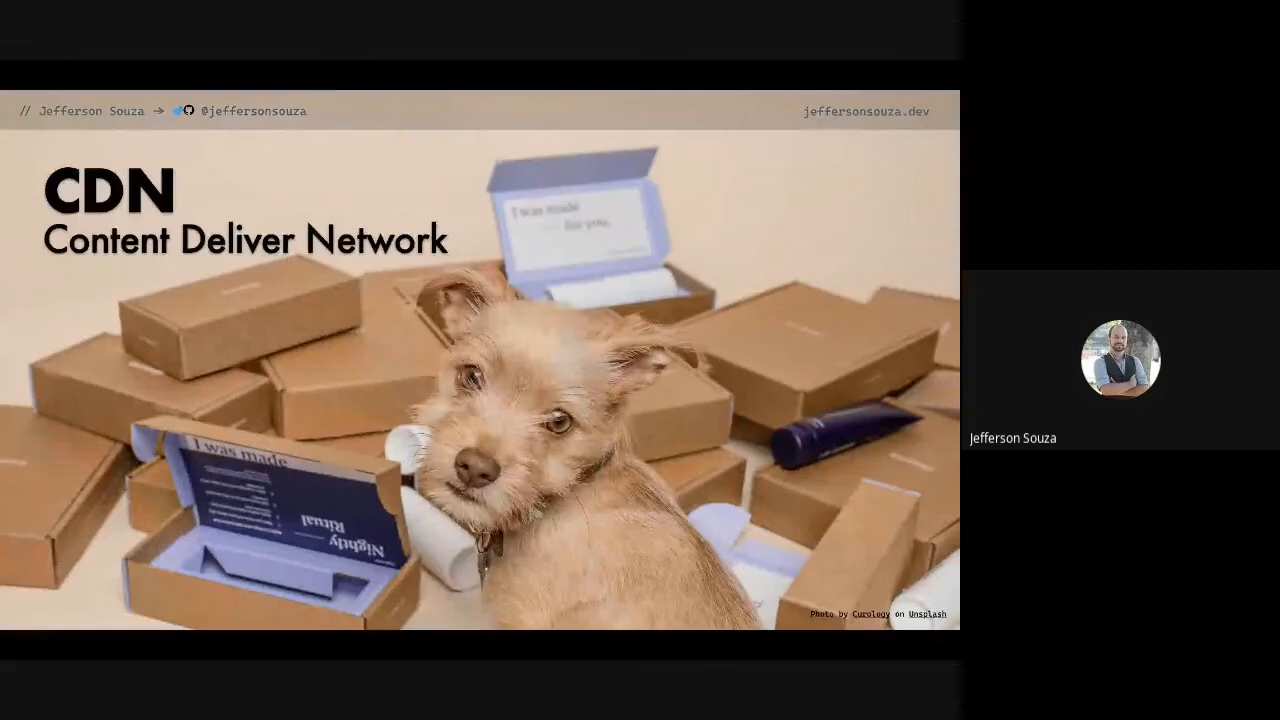 // Jefferson Souza → @jeffersonsouza
jeffersonsouza.dev
CDN
Content Deliver Network
I was made
for you.
I was made
Nightly
Ritual
Photo by Curology on Unsplash
Jefferson Souza